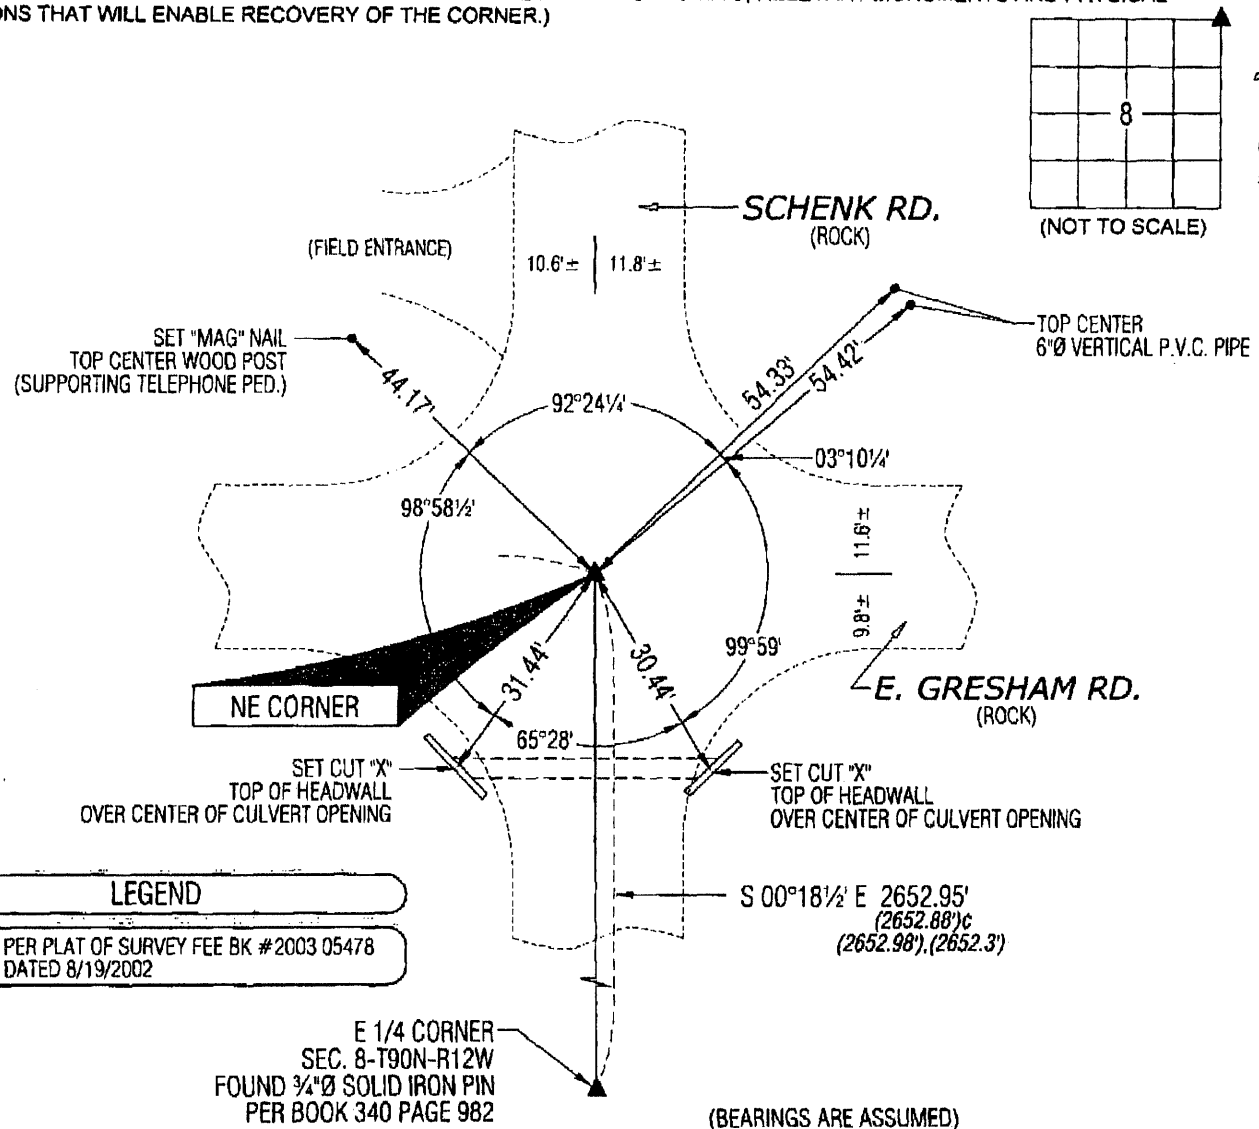 ONS THAT WILL ENABLE RECOVERY OF THE CORNER.)
8
(NOT TO SCALE)
SCHENK RD.
(ROCK)
(FIELD ENTRANCE)
10.6'± 11.8'±
SET "MAG" NAIL
TOP CENTER WOOD POST
(SUPPORTING TELEPHONE PED.)
TOP CENTER
6"Ø VERTICAL P.V.C. PIPE
44.17'
54.33'
54.42'
92°24¼'
03°10¼'
98°58½'
11.6'±
9.8'±
99°59'
31.44'
30.44'
65°28'
NE CORNER
E. GRESHAM RD.
(ROCK)
SET CUT "X"
TOP OF HEADWALL
OVER CENTER OF CULVERT OPENING
SET CUT "X"
TOP OF HEADWALL
OVER CENTER OF CULVERT OPENING
LEGEND
PER PLAT OF SURVEY FEE BK #2003 05478
DATED 8/19/2002
S 00°18½' E 2652.95'
(2652.88')c
(2652.98'),(2652.3')
E 1/4 CORNER
SEC. 8-T90N-R12W
FOUND ¾"Ø SOLID IRON PIN
PER BOOK 340 PAGE 982
(BEARINGS ARE ASSUMED)